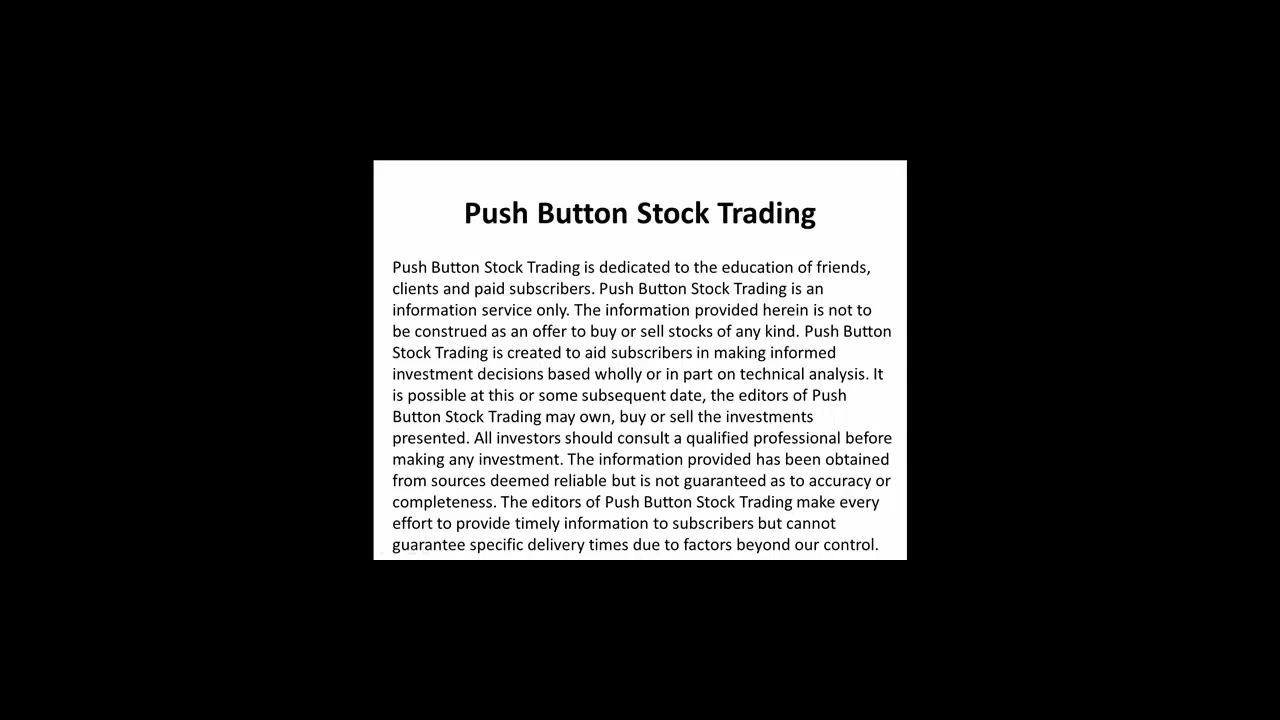 Push Button Stock Trading
Push Button Stock Trading is dedicated to the education of friends,
clients and paid subscribers. Push Button Stock Trading is an
information service only. The information provided herein is not to
be construed as an offer to buy or sell stocks of any kind. Push Button
Stock Trading is created to aid subscribers in making informed
investment decisions based wholly or in part on technical analysis. It
is possible at this or some subsequent date, the editors of Push
Button Stock Trading may own, buy or sell the investments
presented. All investors should consult a qualified professional before
making any investment. The information provided has been obtained
from sources deemed reliable but is not guaranteed as to accuracy or
completeness. The editors of Push Button Stock Trading make every
effort to provide timely information to subscribers but cannot
guarantee specific delivery times due to factors beyond our control.